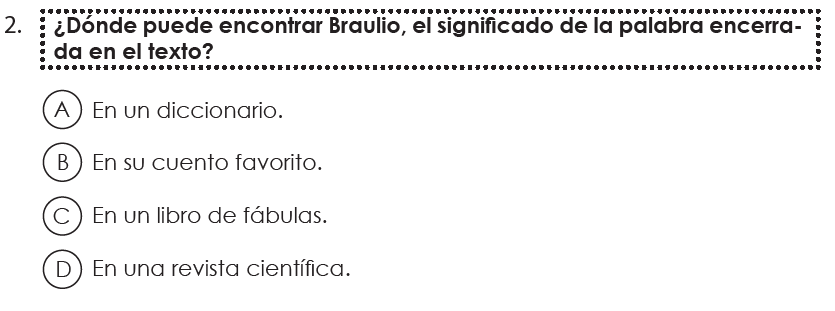 2. ¿Dónde puede encontrar Braulio, el significado de la palabra encerra-
da en el texto?
A En un diccionario.
B En su cuento favorito.
C En un libro de fábulas.
D En una revista científica.